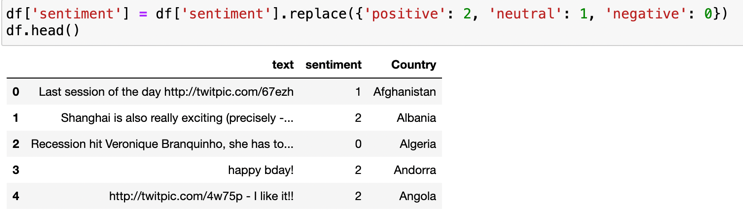 df['sentiment'] = df['sentiment'].replace({'positive': 2, 'neutral': 1, 'negative': 0})
df.head()
text sentiment Country
0 Last session of the day http://twitpic.com/67ezh 1 Afghanistan
1 Shanghai is also really exciting (precisely -... 2 Albania
2 Recession hit Veronique Branquinho, she has to... 0 Algeria
3 happy bday! 2 Andorra
4 http://twitpic.com/4w75p - I like it!! 2 Angola